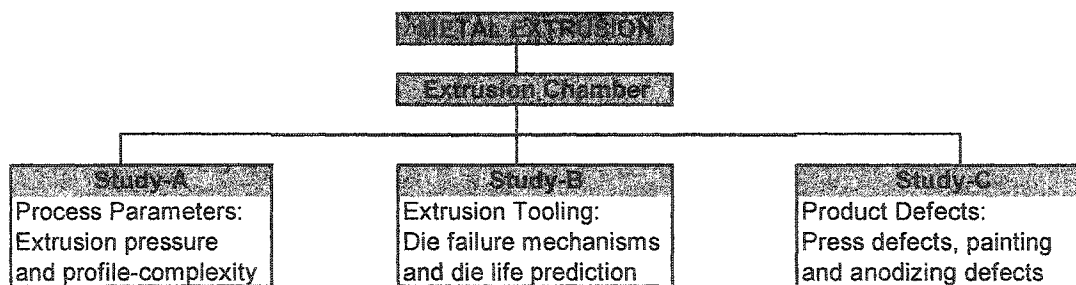 METAL EXTRUSION
Extrusion Chamber
Study-A
Process Parameters:
Extrusion pressure
and profile-complexity
Study-B
Extrusion Tooling:
Die failure mechanisms
and die life prediction
Study-C
Product Defects:
Press defects, painting
and anodizing defects